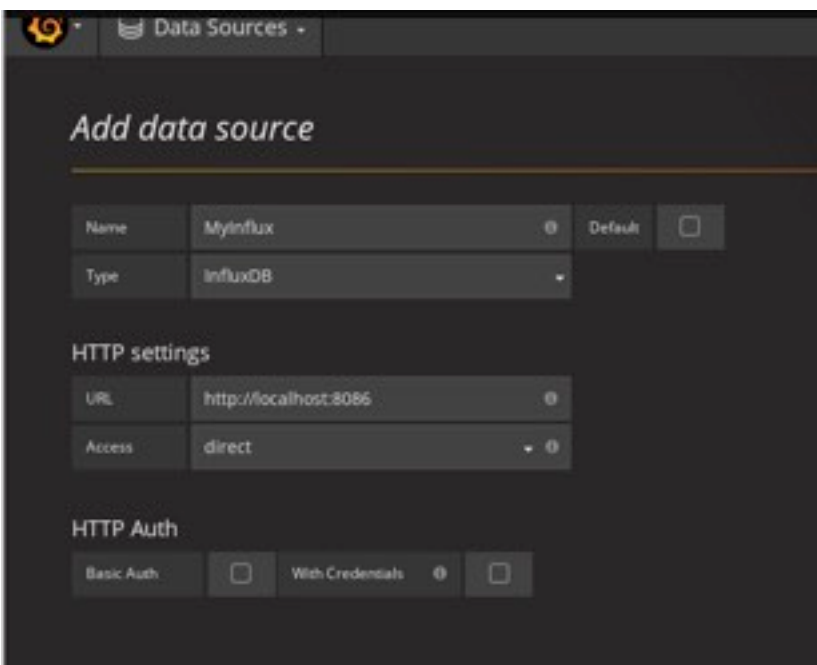 Data Sources
Add data source
Name MyInflux Default
Type InfluxDB
HTTP settings
URL http://localhost:8086
Access direct
HTTP Auth
Basic Auth With Credentials